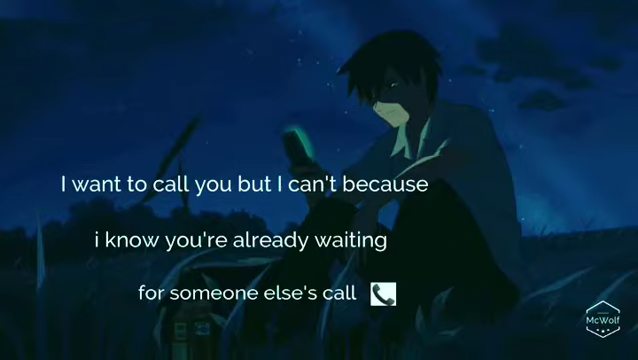 I want to call you but I can't because
i know you're already waiting
for someone else's call
McWolf